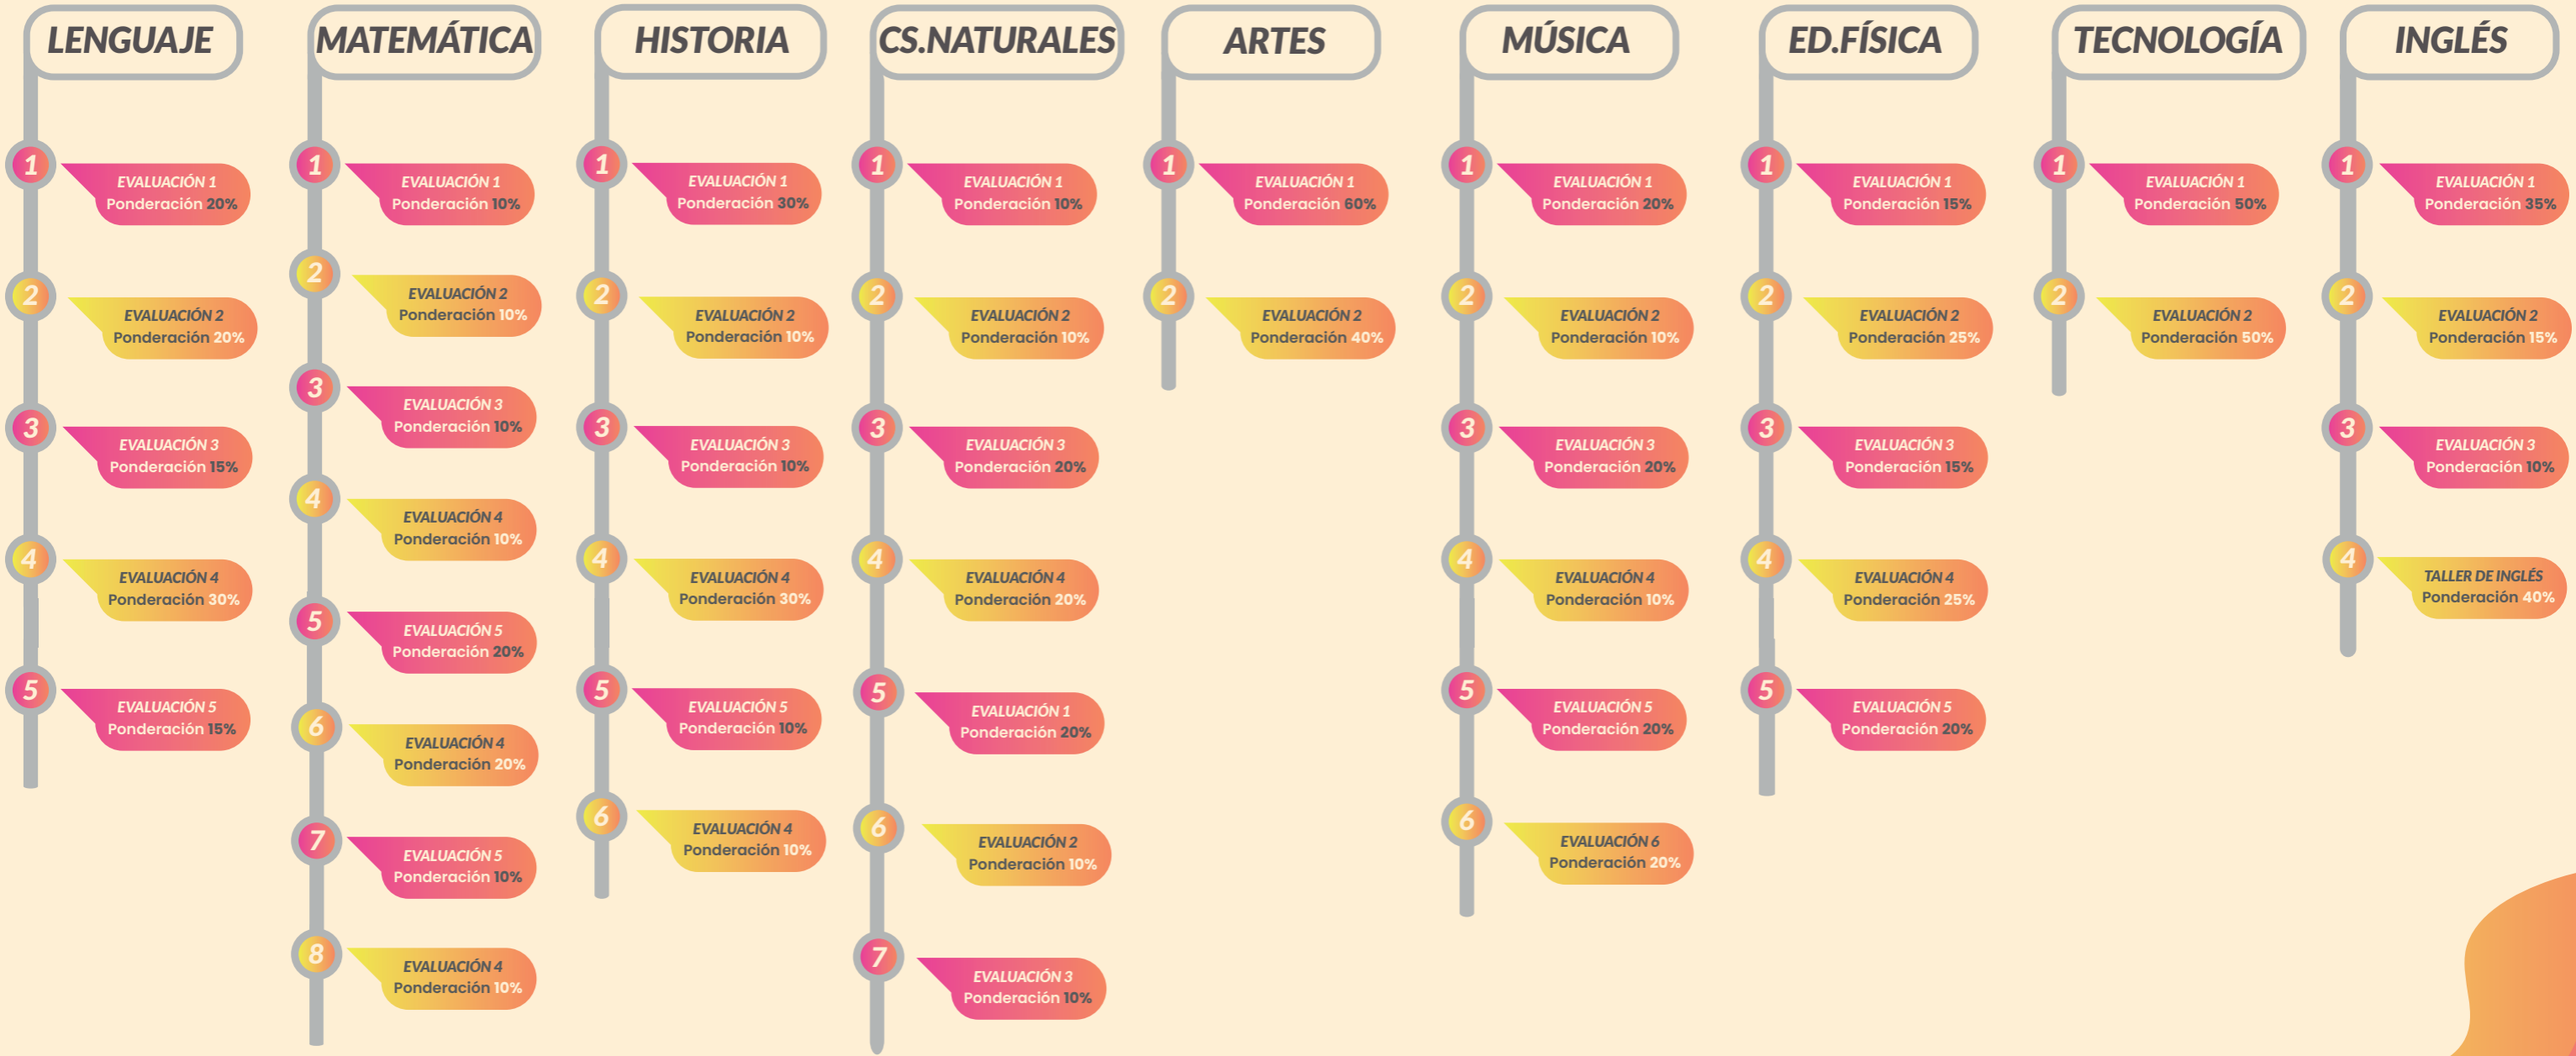 LENGUAJE
1
EVALUACIÓN 1
Ponderación 20%
2
EVALUACIÓN 2
Ponderación 20%
3
EVALUACIÓN 3
Ponderación 15%
4
EVALUACIÓN 4
Ponderación 30%
5
EVALUACIÓN 5
Ponderación 15%
MATEMÁTICA
1
EVALUACIÓN 1
Ponderación 10%
2
EVALUACIÓN 2
Ponderación 10%
3
EVALUACIÓN 3
Ponderación 10%
4
EVALUACIÓN 4
Ponderación 10%
5
EVALUACIÓN 5
Ponderación 20%
6
EVALUACIÓN 4
Ponderación 20%
7
EVALUACIÓN 5
Ponderación 10%
8
EVALUACIÓN 4
Ponderación 10%
HISTORIA
1
EVALUACIÓN 1
Ponderación 30%
2
EVALUACIÓN 2
Ponderación 10%
3
EVALUACIÓN 3
Ponderación 10%
4
EVALUACIÓN 4
Ponderación 30%
5
EVALUACIÓN 5
Ponderación 10%
6
EVALUACIÓN 4
Ponderación 10%
CS.NATURALES
1
EVALUACIÓN 1
Ponderación 10%
2
EVALUACIÓN 2
Ponderación 10%
3
EVALUACIÓN 3
Ponderación 20%
4
EVALUACIÓN 4
Ponderación 20%
5
EVALUACIÓN 1
Ponderación 20%
6
EVALUACIÓN 2
Ponderación 10%
7
EVALUACIÓN 3
Ponderación 10%
ARTES
1
EVALUACIÓN 1
Ponderación 60%
2
EVALUACIÓN 2
Ponderación 40%
MÚSICA
1
EVALUACIÓN 1
Ponderación 20%
2
EVALUACIÓN 2
Ponderación 10%
3
EVALUACIÓN 3
Ponderación 20%
4
EVALUACIÓN 4
Ponderación 10%
5
EVALUACIÓN 5
Ponderación 20%
6
EVALUACIÓN 6
Ponderación 20%
ED.FÍSICA
1
EVALUACIÓN 1
Ponderación 15%
2
EVALUACIÓN 2
Ponderación 25%
3
EVALUACIÓN 3
Ponderación 15%
4
EVALUACIÓN 4
Ponderación 25%
5
EVALUACIÓN 5
Ponderación 20%
TECNOLOGÍA
1
EVALUACIÓN 1
Ponderación 50%
2
EVALUACIÓN 2
Ponderación 50%
INGLÉS
1
EVALUACIÓN 1
Ponderación 35%
2
EVALUACIÓN 2
Ponderación 15%
3
EVALUACIÓN 3
Ponderación 10%
4
TALLER DE INGLÉS
Ponderación 40%